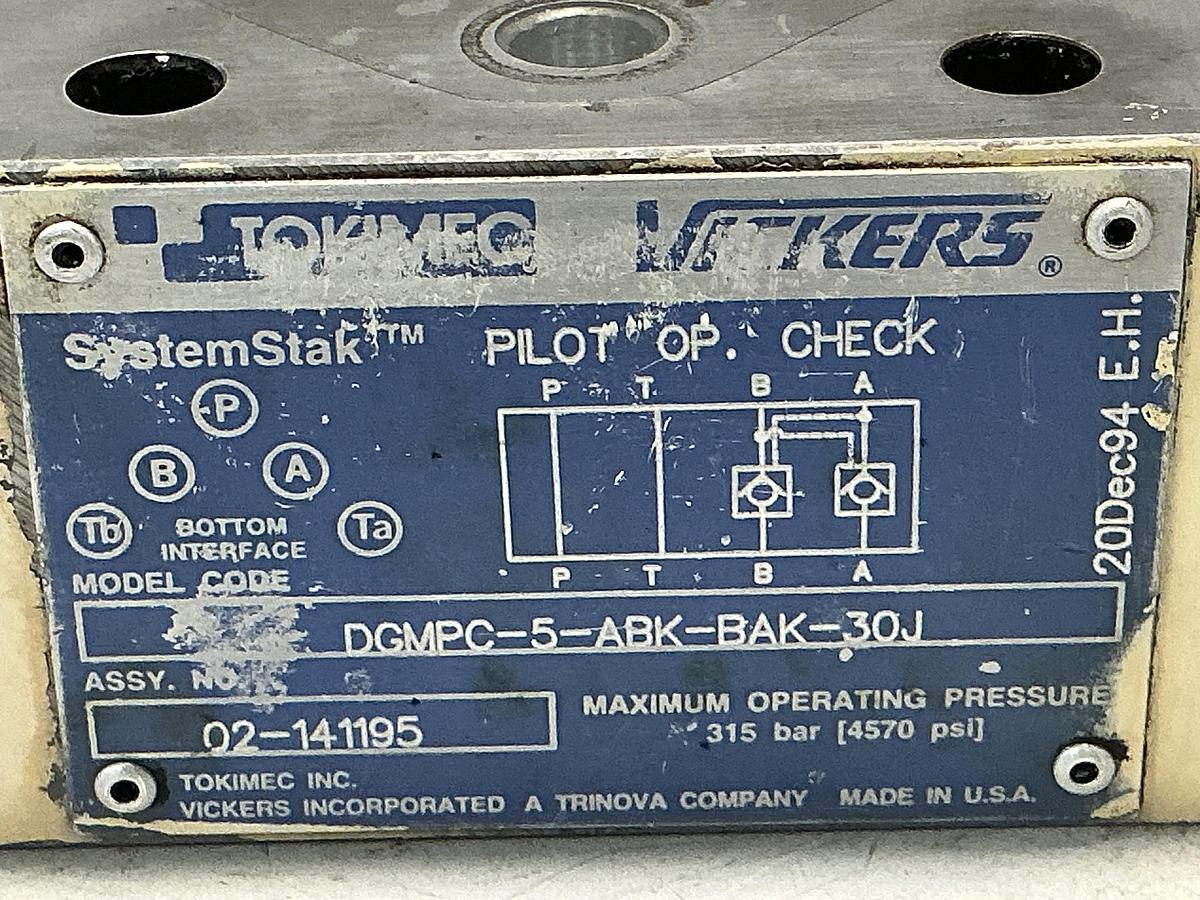 TOKIMEC VICKERS®
SystemStak™ PILOT OP. CHECK
P T B A
P
B A
Tb BOTTOM Ta
INTERFACE
P T B A
20Dec94 E.H.
MODEL CODE
DGMPC-5-ABK-BAK-30J
ASSY. NO.
02-141195
MAXIMUM OPERATING PRESSURE
315 bar [4570 psi]
TOKIMEC INC.
VICKERS INCORPORATED A TRINOVA COMPANY MADE IN U.S.A.